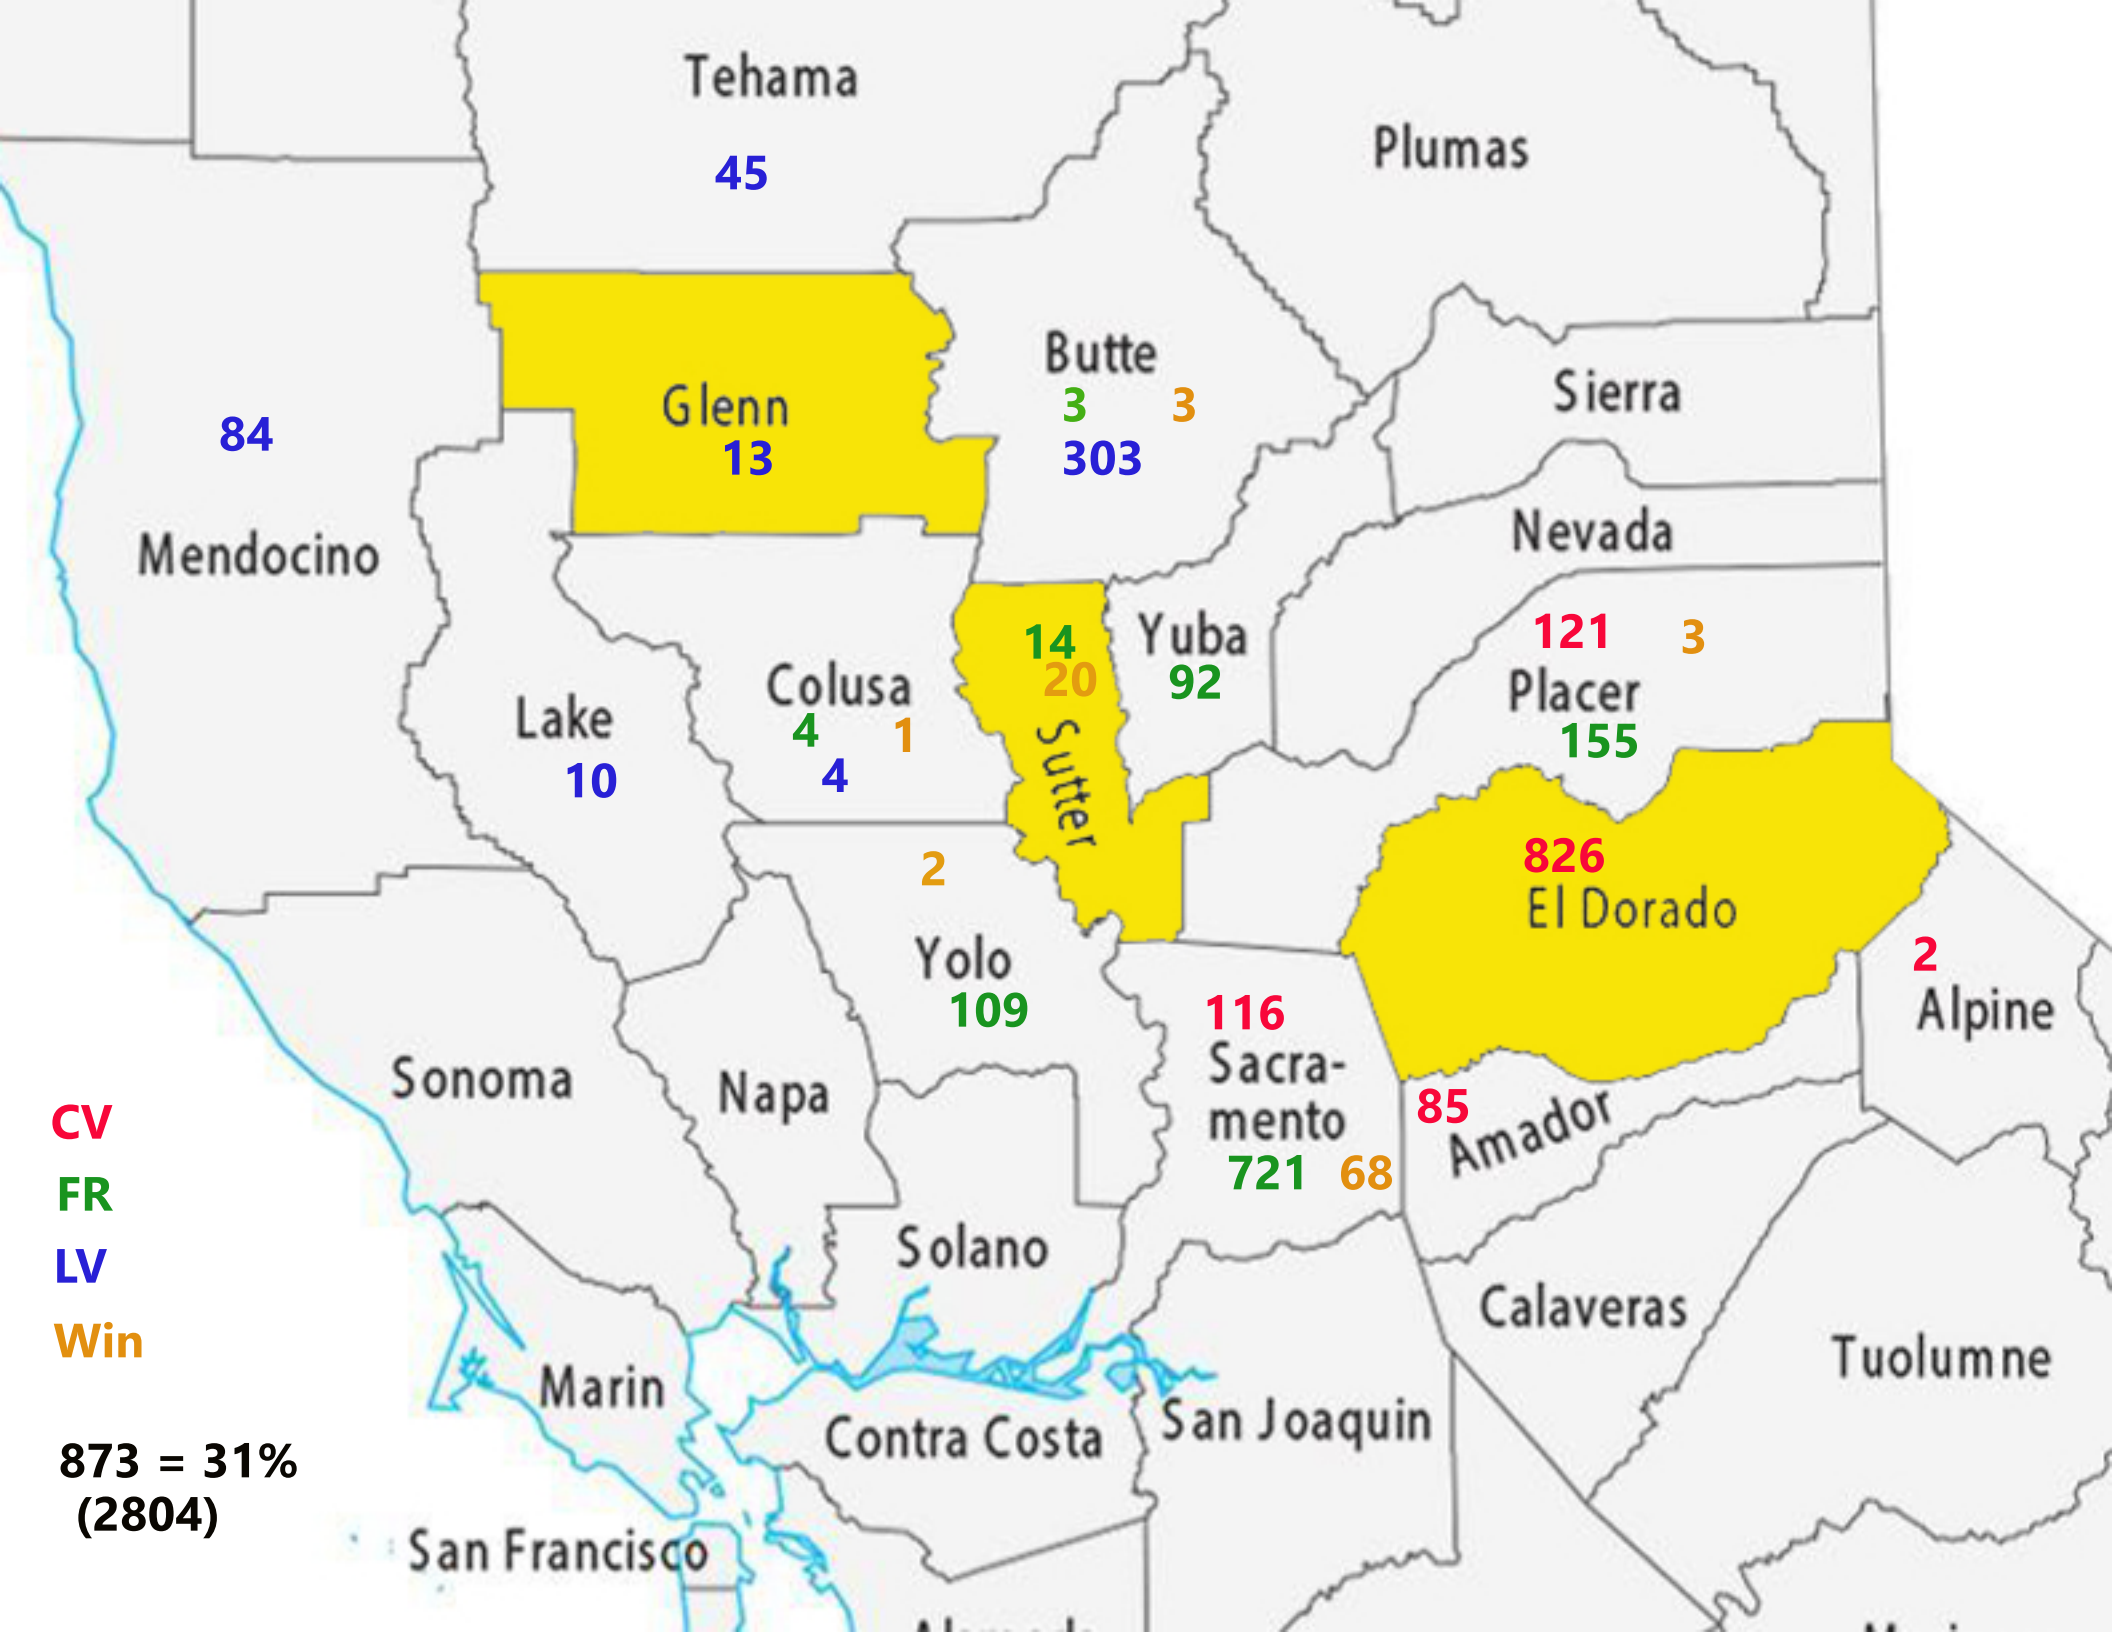 Tehama
45
Plumas
Glenn
13
Butte
3 3
303
Sierra
84
Mendocino
Nevada
14
20
Sutter
Yuba
92
121 3
Placer
155
Colusa
4 1
4
Lake
10
826
El Dorado
2
Yolo
109
2
Alpine
116
Sacra-
mento
721 68
85
Amador
Sonoma
Napa
CV
FR
LV
Win
Solano
Calaveras
Tuolumne
Marin
Contra Costa
San Joaquin
873 = 31%
(2804)
San Francisco